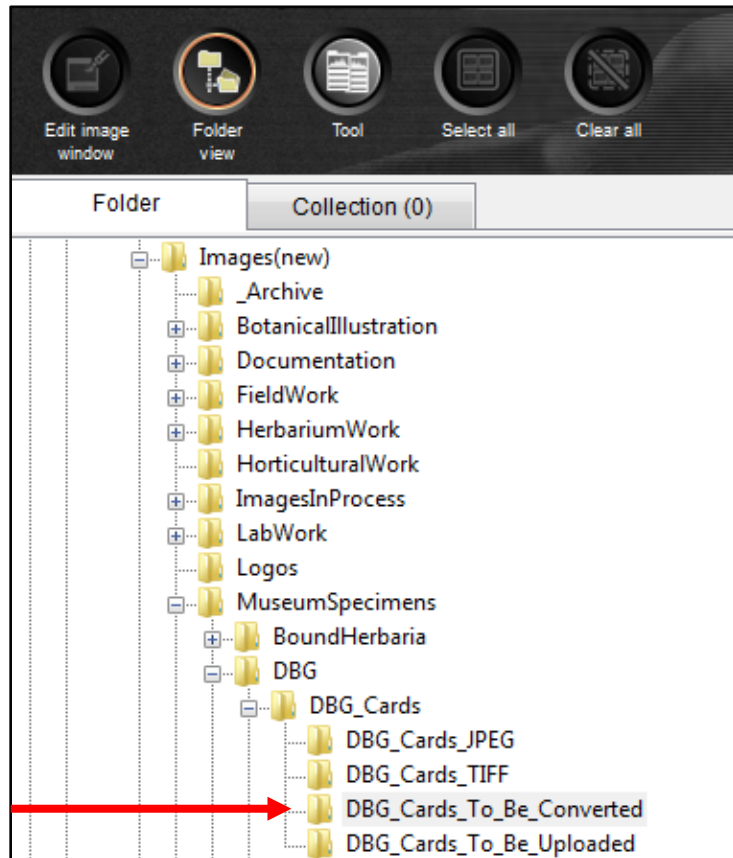 Edit image window
Folder view
Tool
Select all
Clear all
Folder
Collection (0)
Images(new)
_Archive
BotanicalIllustration
Documentation
FieldWork
HerbariumWork
HorticulturalWork
ImagesInProcess
LabWork
Logos
MuseumSpecimens
BoundHerbaria
DBG
DBG_Cards
DBG_Cards_JPEG
DBG_Cards_TIFF
DBG_Cards_To_Be_Converted
DBG_Cards_To_Be_Uploaded